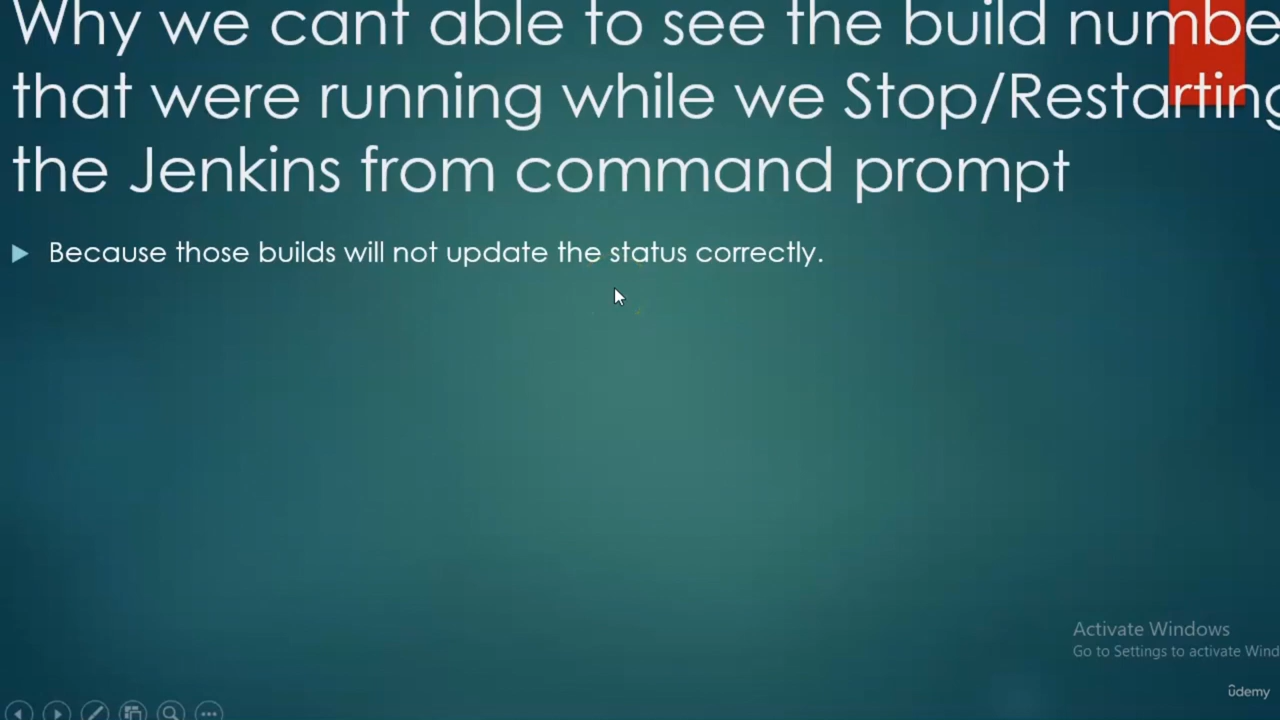 Why we cant able to see the build numbe
that were running while we Stop/Restarting
the Jenkins from command prompt
Because those builds will not update the status correctly.
Activate Windows
Go to Settings to activate Wind
ûdemy